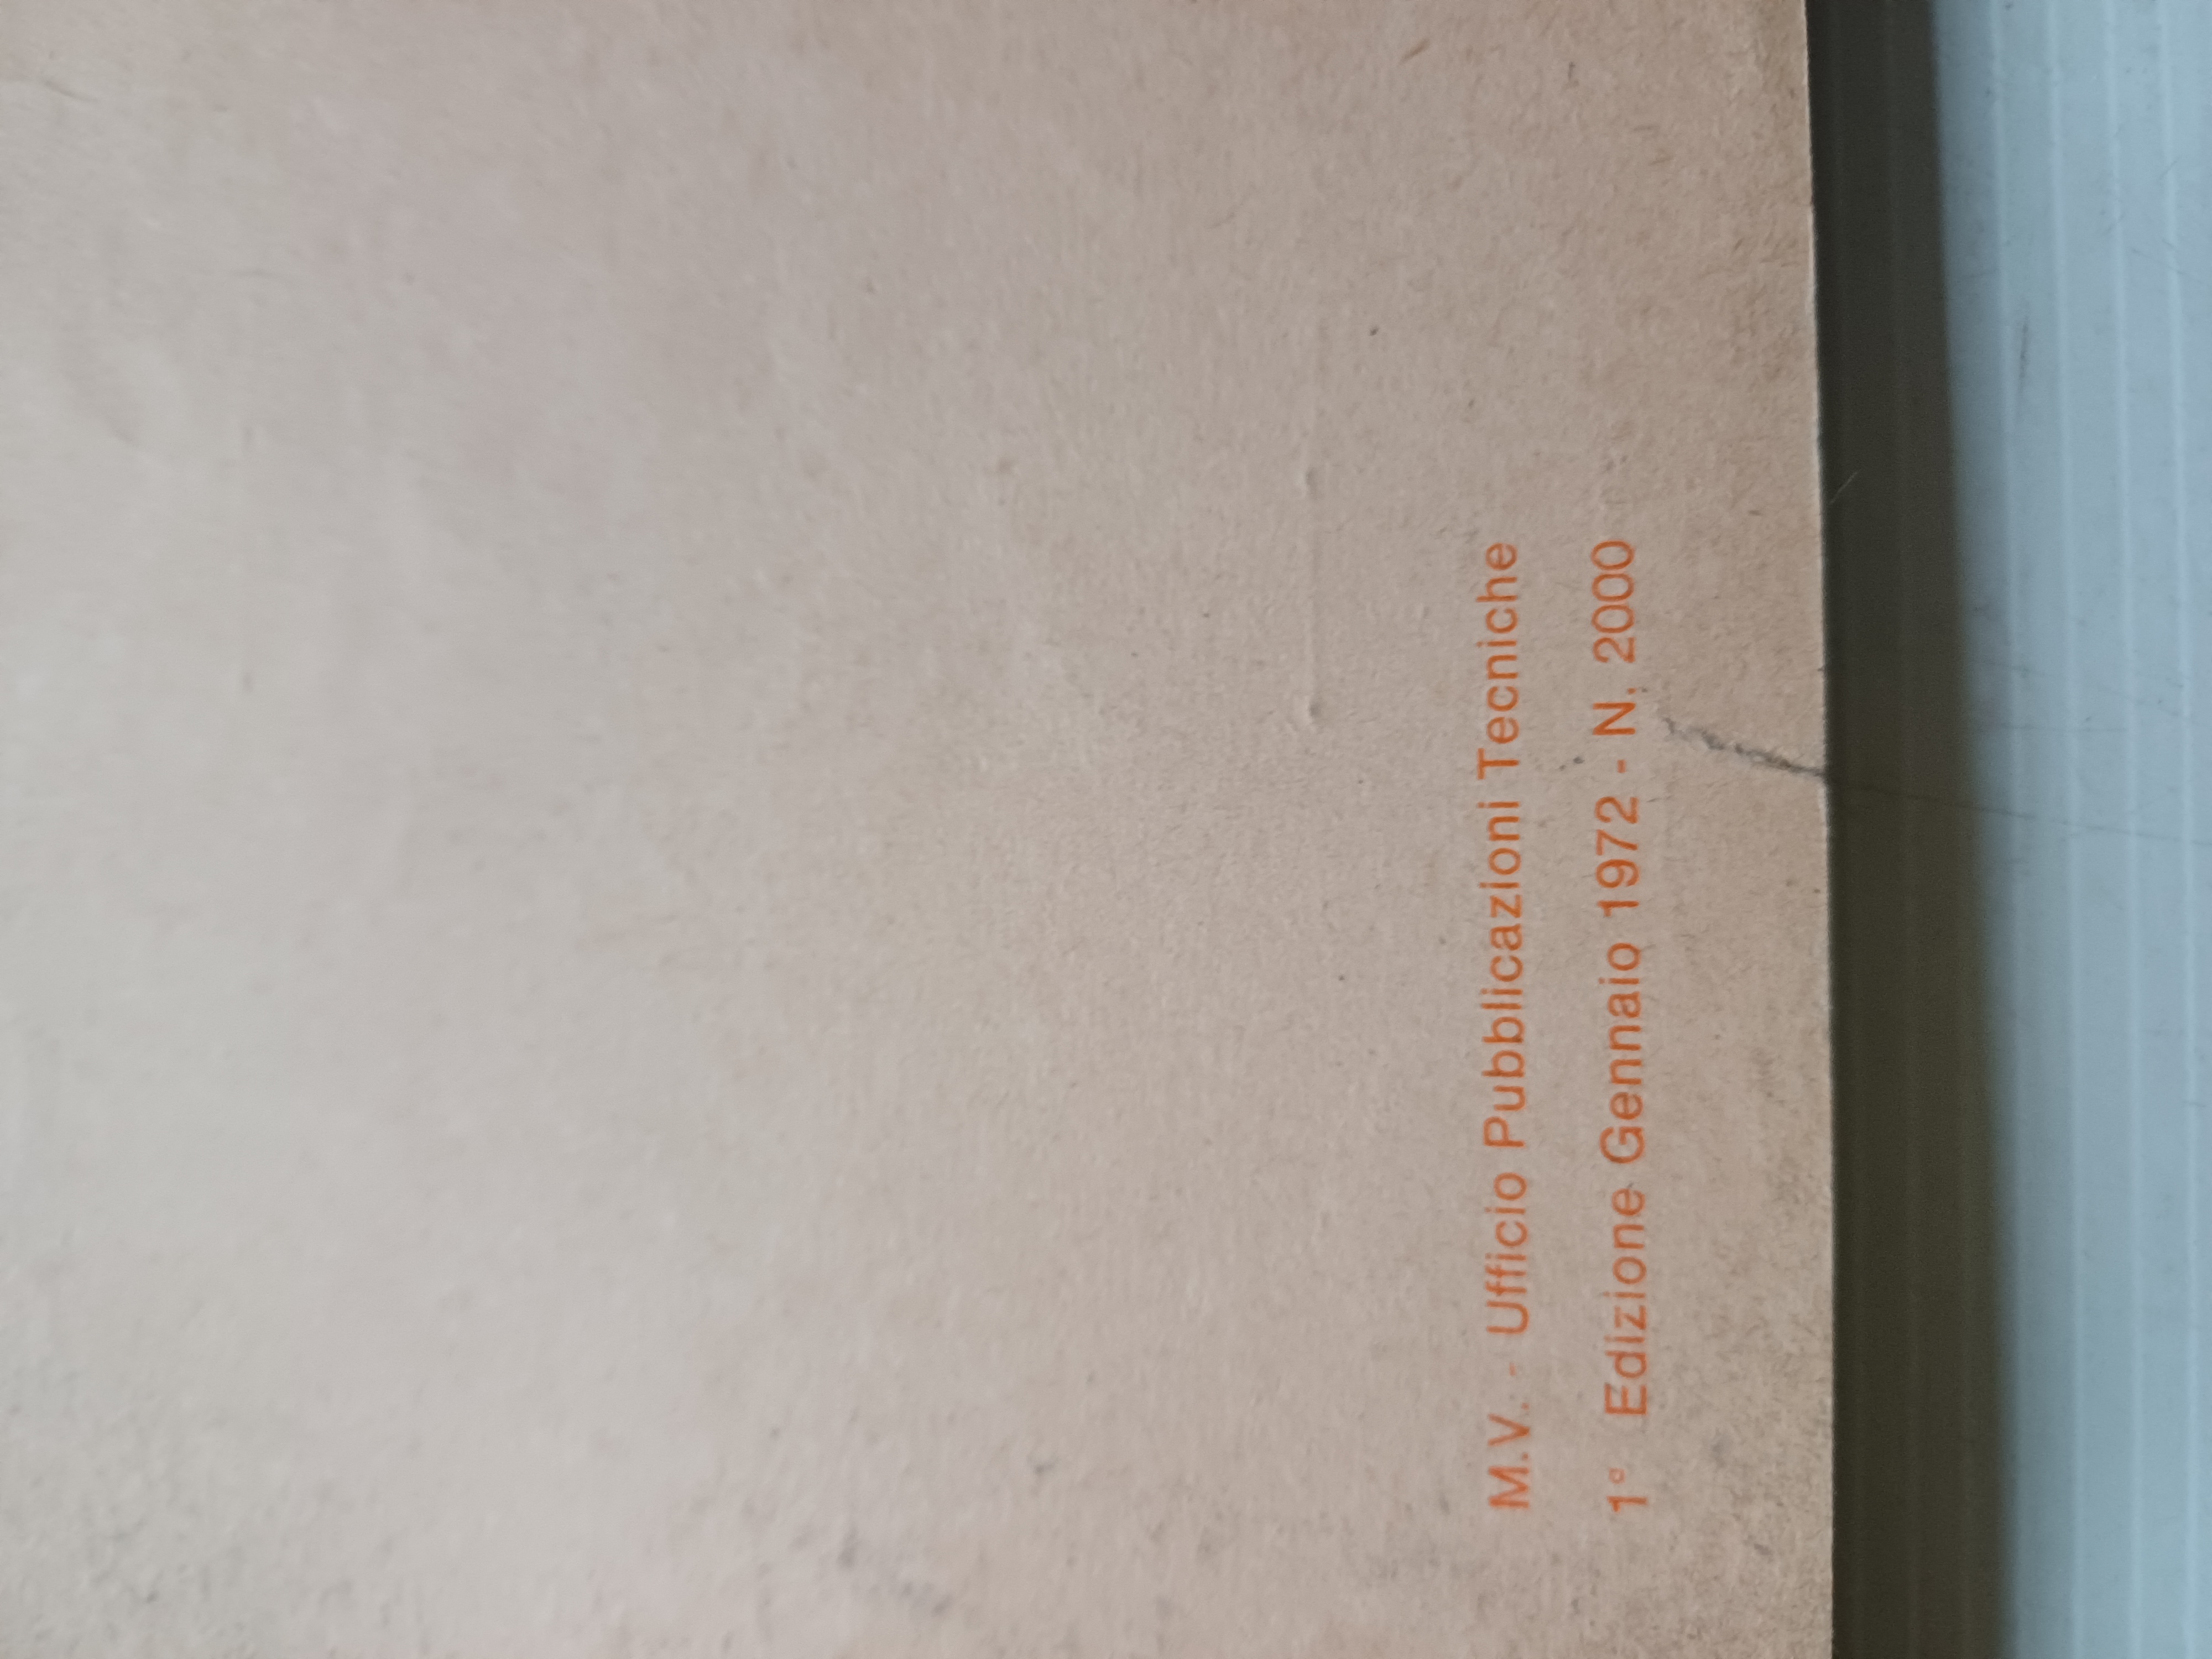 M.V. - Ufficio Pubblicazioni Tecniche
1° Edizione Gennaio 1972 - N. 2000